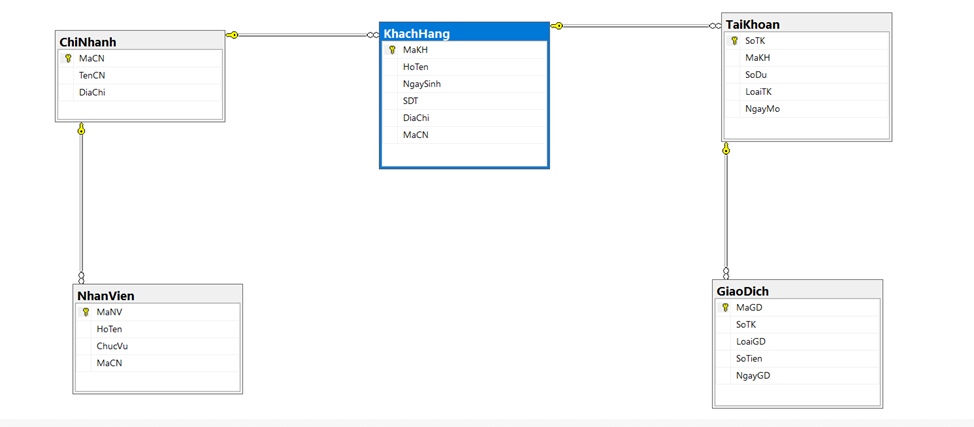 ChiNhanh
MaCN
TenCN
DiaChi
KhachHang
MaKH
HoTen
NgaySinh
SDT
DiaChi
MaCN
TaiKhoan
SoTK
MaKH
SoDu
LoaiTK
NgayMo
NhanVien
MaNV
HoTen
ChucVu
MaCN
GiaoDich
MaGD
SoTK
LoaiGD
SoTien
NgayGD